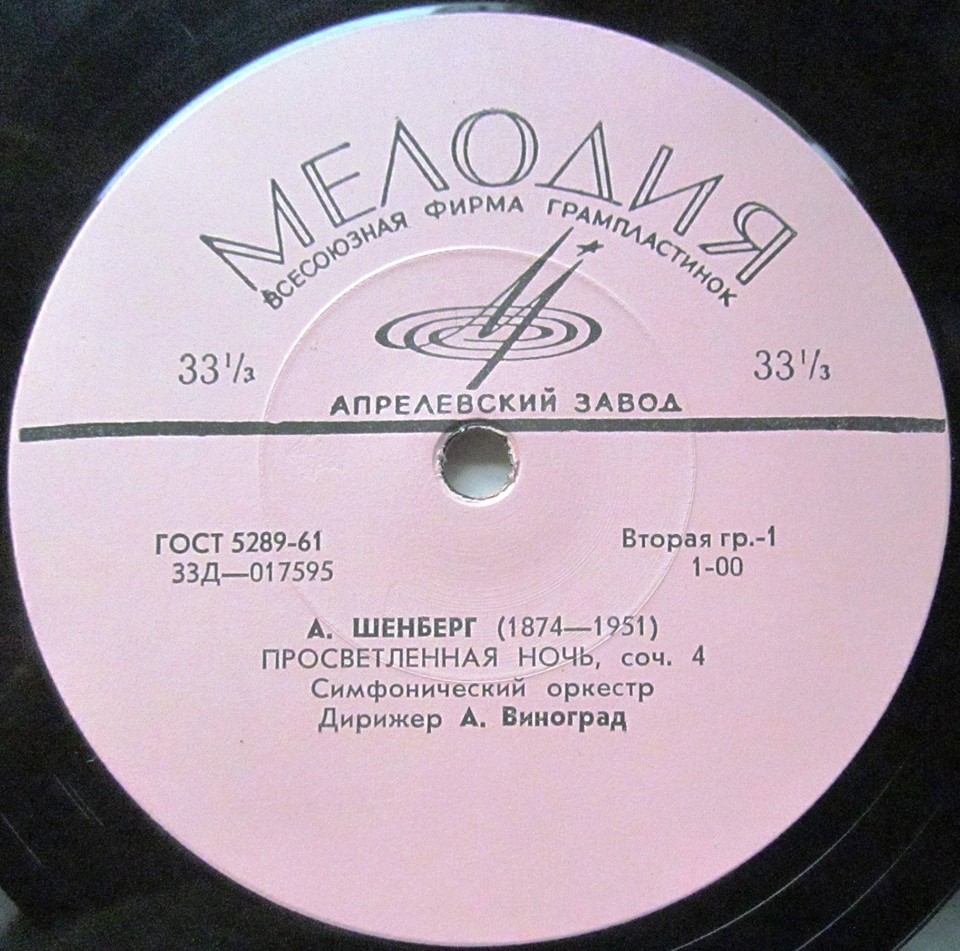 МЕЛОДИЯ
ВСЕСОЮЗНАЯ ФИРМА ГРАМПЛАСТИНОК
33⅓ 33⅓
АПРЕЛЕВСКИЙ ЗАВОД
ГОСТ 5289-61 Вторая гр.-1
33Д—017595 1-00
А. ШЕНБЕРГ (1874—1951)
ПРОСВЕТЛЕННАЯ НОЧЬ, соч. 4
Симфонический оркестр
Дирижер А. Виноград